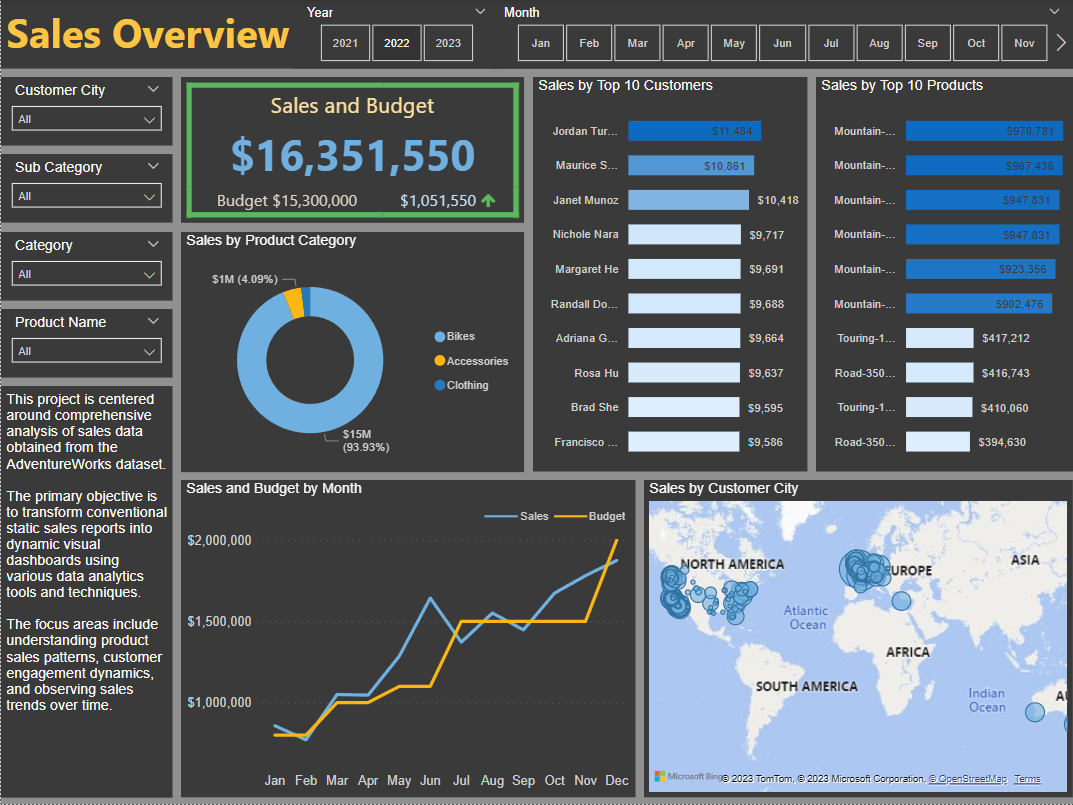 Sales Overview
Year
2021
2022
2023
Month
Jan
Feb
Mar
Apr
May
Jun
Jul
Aug
Sep
Oct
Nov
Customer City
All
Sub Category
All
Category
All
Product Name
All
This project is centered
around comprehensive
analysis of sales data
obtained from the
AdventureWorks dataset.
The primary objective is
to transform conventional
static sales reports into
dynamic visual
dashboards using
various data analytics
tools and techniques.
The focus areas include
understanding product
sales patterns, customer
engagement dynamics,
and observing sales
trends over time.
Sales and Budget
$16,351,550
Budget $15,300,000
$1,051,550
Sales by Product Category
$1M (4.09%)
$15M
(93.93%)
Bikes
Accessories
Clothing
Sales by Top 10 Customers
Jordan Tur... $11,484
Maurice S... $10,861
Janet Munoz $10,418
Nichole Nara $9,717
Margaret He $9,691
Randall Do... $9,688
Adriana G... $9,664
Rosa Hu $9,637
Brad She $9,595
Francisco ... $9,586
Sales by Top 10 Products
Mountain-... $970,781
Mountain-... $967,436
Mountain-... $947,831
Mountain-... $947,831
Mountain-... $923,356
Mountain-... $902,476
Touring-1... $417,212
Road-350... $416,743
Touring-1... $410,060
Road-350... $394,630
Sales and Budget by Month
Sales
Budget
$2,000,000
$1,500,000
$1,000,000
Jan Feb Mar Apr May Jun Jul Aug Sep Oct Nov Dec
Sales by Customer City
NORTH AMERICA
EUROPE
ASIA
Atlantic
Ocean
AFRICA
SOUTH AMERICA
Indian
Ocean
AU
Microsoft Bing
© 2023 TomTom, © 2023 Microsoft Corporation, © OpenStreetMap Terms